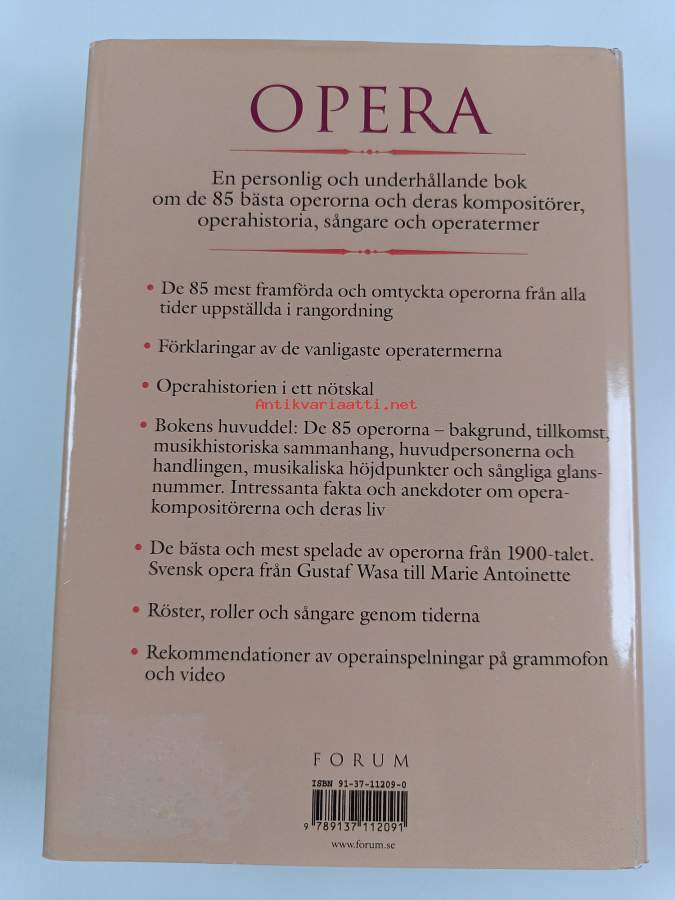 OPERA
En personlig och underhållande bok
om de 85 bästa operorna och deras kompositörer,
operahistoria, sångare och operatermer
• De 85 mest framförda och omtyckta operorna från alla
tider uppställda i rangordning
• Förklaringar av de vanligaste operatermerna
• Operahistorien i ett nötskal
Antikvariaatti.net
• Bokens huvuddel: De 85 operorna – bakgrund, tillkomst,
musikhistoriska sammanhang, huvudpersonerna och
handlingen, musikaliska höjdpunkter och sångliga glans-
nummer. Intressanta fakta och anekdoter om opera-
kompositörerna och deras liv
• De bästa och mest spelade av operorna från 1900-talet.
Svensk opera från Gustaf Wasa till Marie Antoinette
• Röster, roller och sångare genom tiderna
• Rekommendationer av operainspelningar på grammofon
och video
FORUM
ISBN 91-37-11209-0
9 789137 112091
www.forum.se